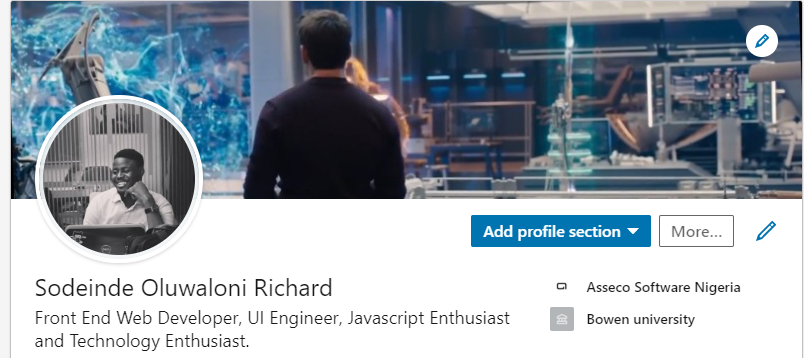 Add profile section
More...
Sodeinde Oluwaloni Richard
Asseco Software Nigeria
Front End Web Developer, UI Engineer, Javascript Enthusiast
and Technology Enthusiast.
Bowen university